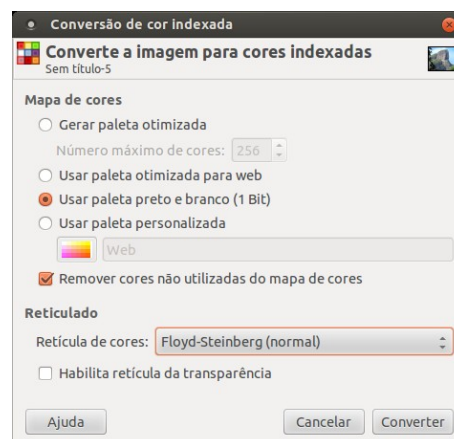 Conversão de cor indexada
Converte a imagem para cores indexadas
Sem título-5
Mapa de cores
Gerar paleta otimizada
Número máximo de cores: 256
Usar paleta otimizada para web
Usar paleta preto e branco (1 Bit)
Usar paleta personalizada
Web
Remover cores não utilizadas do mapa de cores
Reticulado
Retícula de cores: Floyd-Steinberg (normal)
Habilita retícula da transparência
Ajuda Cancelar Converter